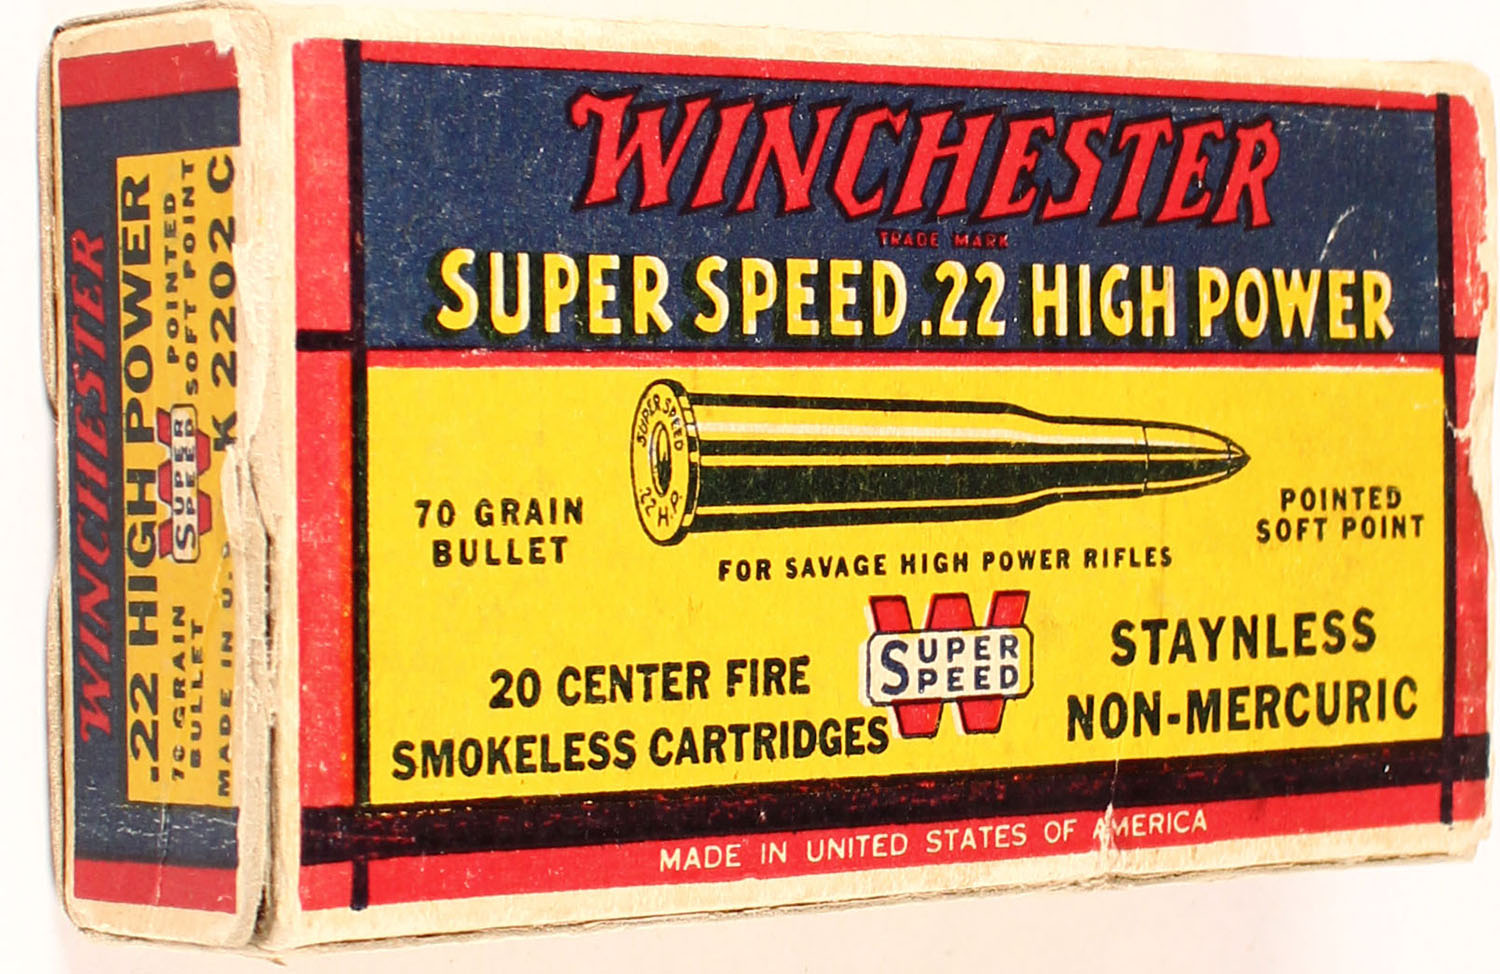 WINCHESTER
TRADE MARK
SUPER SPEED .22 HIGH POWER
SUPER SPEED
W
.22 H.P.
70 GRAIN
BULLET
POINTED
SOFT POINT
FOR SAVAGE HIGH POWER RIFLES
20 CENTER FIRE
SMOKELESS CARTRIDGES
W
SUPER
SPEED
STAYNLESS
NON-MERCURIC
MADE IN UNITED STATES OF AMERICA
WINCHESTER
.22 HIGH POWER
70 GRAIN
BULLET
W
SUPER
SPEED
POINTED
SOFT POINT
MADE IN U.S.
K 2202 C